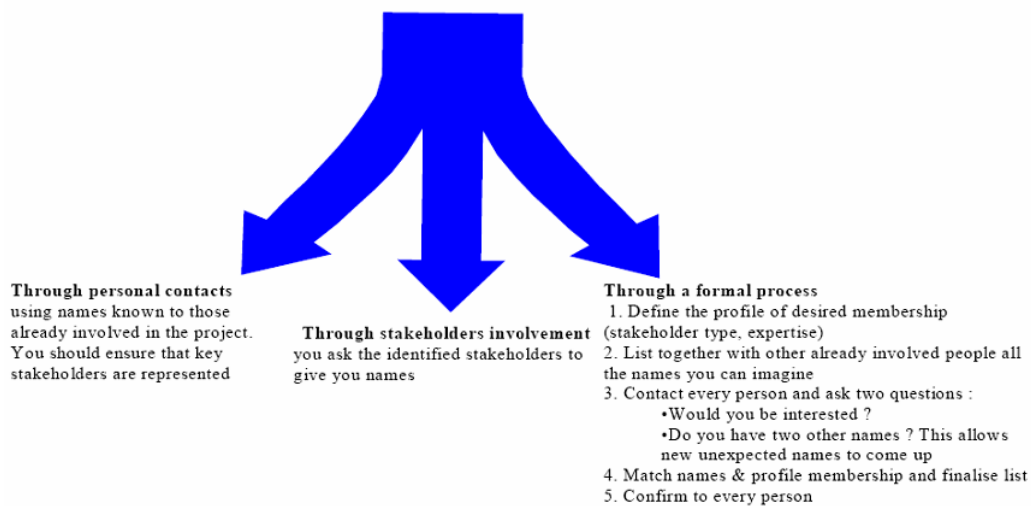 Through personal contacts
using names known to those
already involved in the project.
You should ensure that key
stakeholders are represented
Through stakeholders involvement
you ask the identified stakeholders to
give you names
Through a formal process
1. Define the profile of desired membership
(stakeholder type, expertise)
2. List together with other already involved people all
the names you can imagine
3. Contact every person and ask two questions :
•Would you be interested ?
•Do you have two other names ? This allows
new unexpected names to come up
4. Match names & profile membership and finalise list
5. Confirm to every person